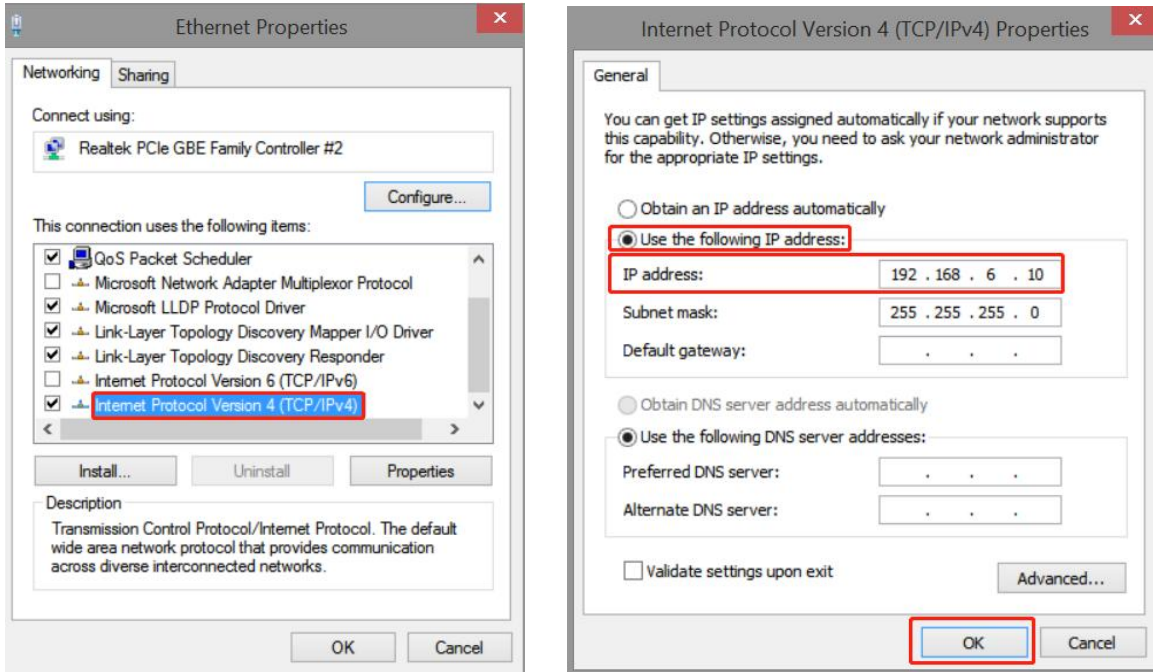 Ethernet Properties
Networking
Sharing
Connect using:
Realtek PCIe GBE Family Controller #2
Configure...
This connection uses the following items:
QoS Packet Scheduler
Microsoft Network Adapter Multiplexor Protocol
Microsoft LLDP Protocol Driver
Link-Layer Topology Discovery Mapper I/O Driver
Link-Layer Topology Discovery Responder
Internet Protocol Version 6 (TCP/IPv6)
Internet Protocol Version 4 (TCP/IPv4)
Install...
Uninstall
Properties
Description
Transmission Control Protocol/Internet Protocol. The default
wide area network protocol that provides communication
across diverse interconnected networks.
OK
Cancel
Internet Protocol Version 4 (TCP/IPv4) Properties
General
You can get IP settings assigned automatically if your network supports
this capability. Otherwise, you need to ask your network administrator
for the appropriate IP settings.
Obtain an IP address automatically
Use the following IP address:
IP address: 192 . 168 . 6 . 10
Subnet mask: 255 . 255 . 255 . 0
Default gateway: . . .
Obtain DNS server address automatically
Use the following DNS server addresses:
Preferred DNS server: . . .
Alternate DNS server: . . .
Validate settings upon exit
Advanced...
OK
Cancel